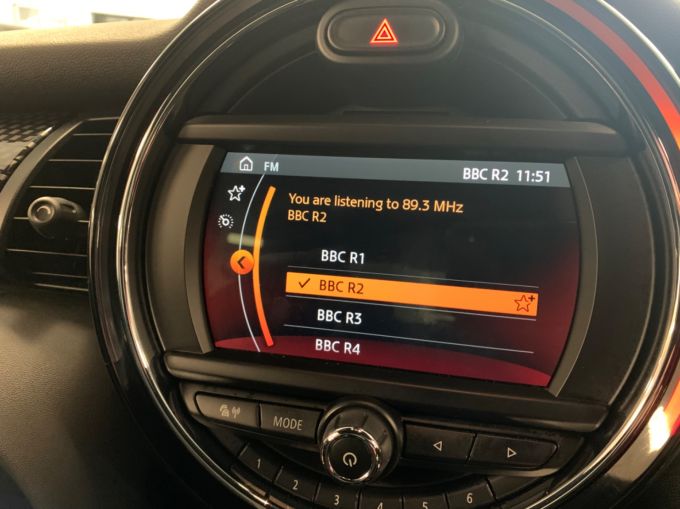 FM
BBC R2 11:51
You are listening to 89.3 MHz
BBC R2
BBC R1
BBC R2
BBC R3
BBC R4
MODE
1 2 3 4 5 6